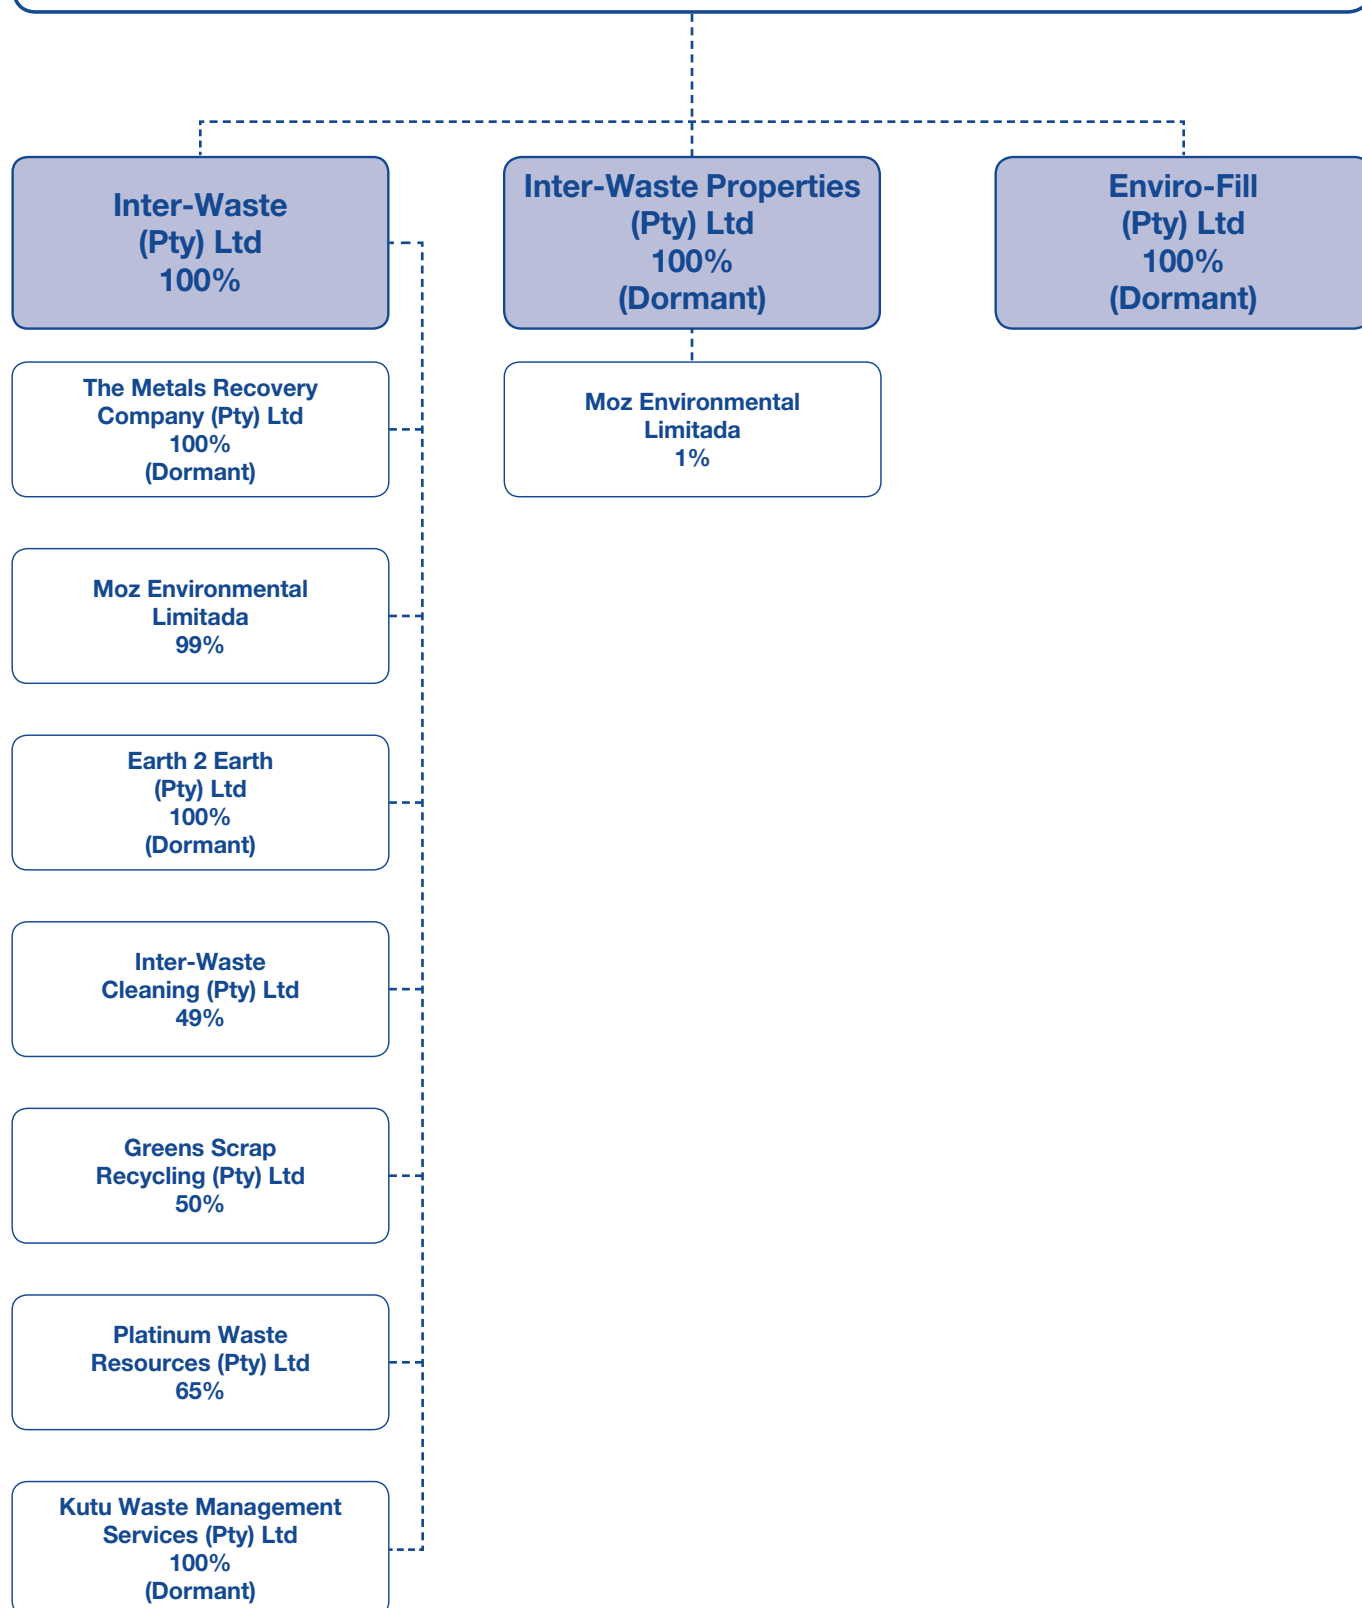 Inter-Waste
(Pty) Ltd
100%
Inter-Waste Properties
(Pty) Ltd
100%
(Dormant)
Enviro-Fill
(Pty) Ltd
100%
(Dormant)
The Metals Recovery
Company (Pty) Ltd
100%
(Dormant)
Moz Environmental
Limitada
1%
Moz Environmental
Limitada
99%
Earth 2 Earth
(Pty) Ltd
100%
(Dormant)
Inter-Waste
Cleaning (Pty) Ltd
49%
Greens Scrap
Recycling (Pty) Ltd
50%
Platinum Waste
Resources (Pty) Ltd
65%
Kutu Waste Management
Services (Pty) Ltd
100%
(Dormant)